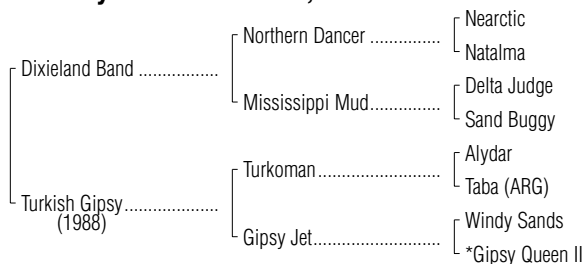 Nearctic
Northern Dancer ................
Natalma
Dixieland Band ..................
Delta Judge
Mississippi Mud................
Sand Buggy
Alydar
Turkoman.........................
Taba (ARG)
Turkish Gipsy.....................
(1988)
Windy Sands
Gipsy Jet...........................
*Gipsy Queen II